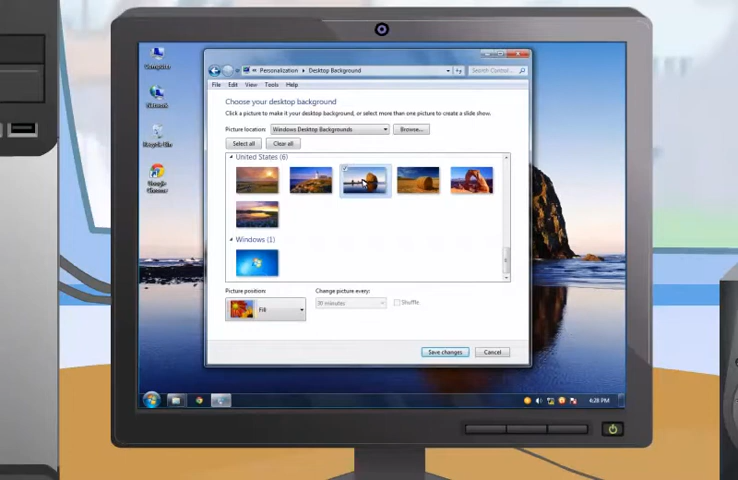 Computer
Network
Recycle Bin
Google
Chrome
Personalization
Desktop Background
Search Control...
File Edit View Tools Help
Choose your desktop background
Click a picture to make it your desktop background, or select more than one picture to create a slide show.
Picture location: Windows Desktop Backgrounds Browse...
Select all Clear all
United States (6)
Windows (1)
Picture position: Change picture every:
Fill 30 minutes Shuffle
Save changes Cancel
4:28 PM